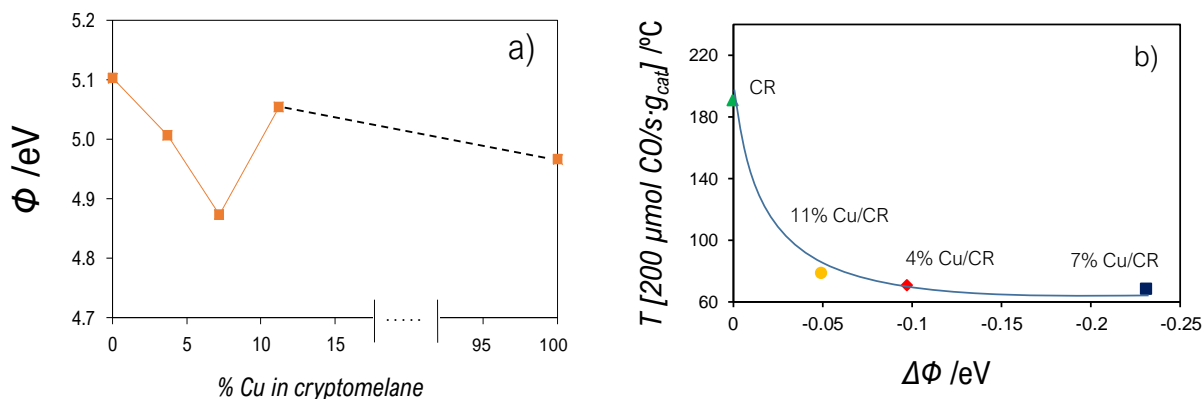 a)
Φ /eV
5.2
5.1
5.0
4.9
4.8
4.7
0
5
10
15
.....
95
100
% Cu in cryptomelane
b)
T [200 µmol CO/s·gcat] /ºC
220
180
140
100
60
CR
11% Cu/CR
4% Cu/CR
7% Cu/CR
0
-0.05
-0.1
-0.15
-0.2
-0.25
ΔΦ /eV